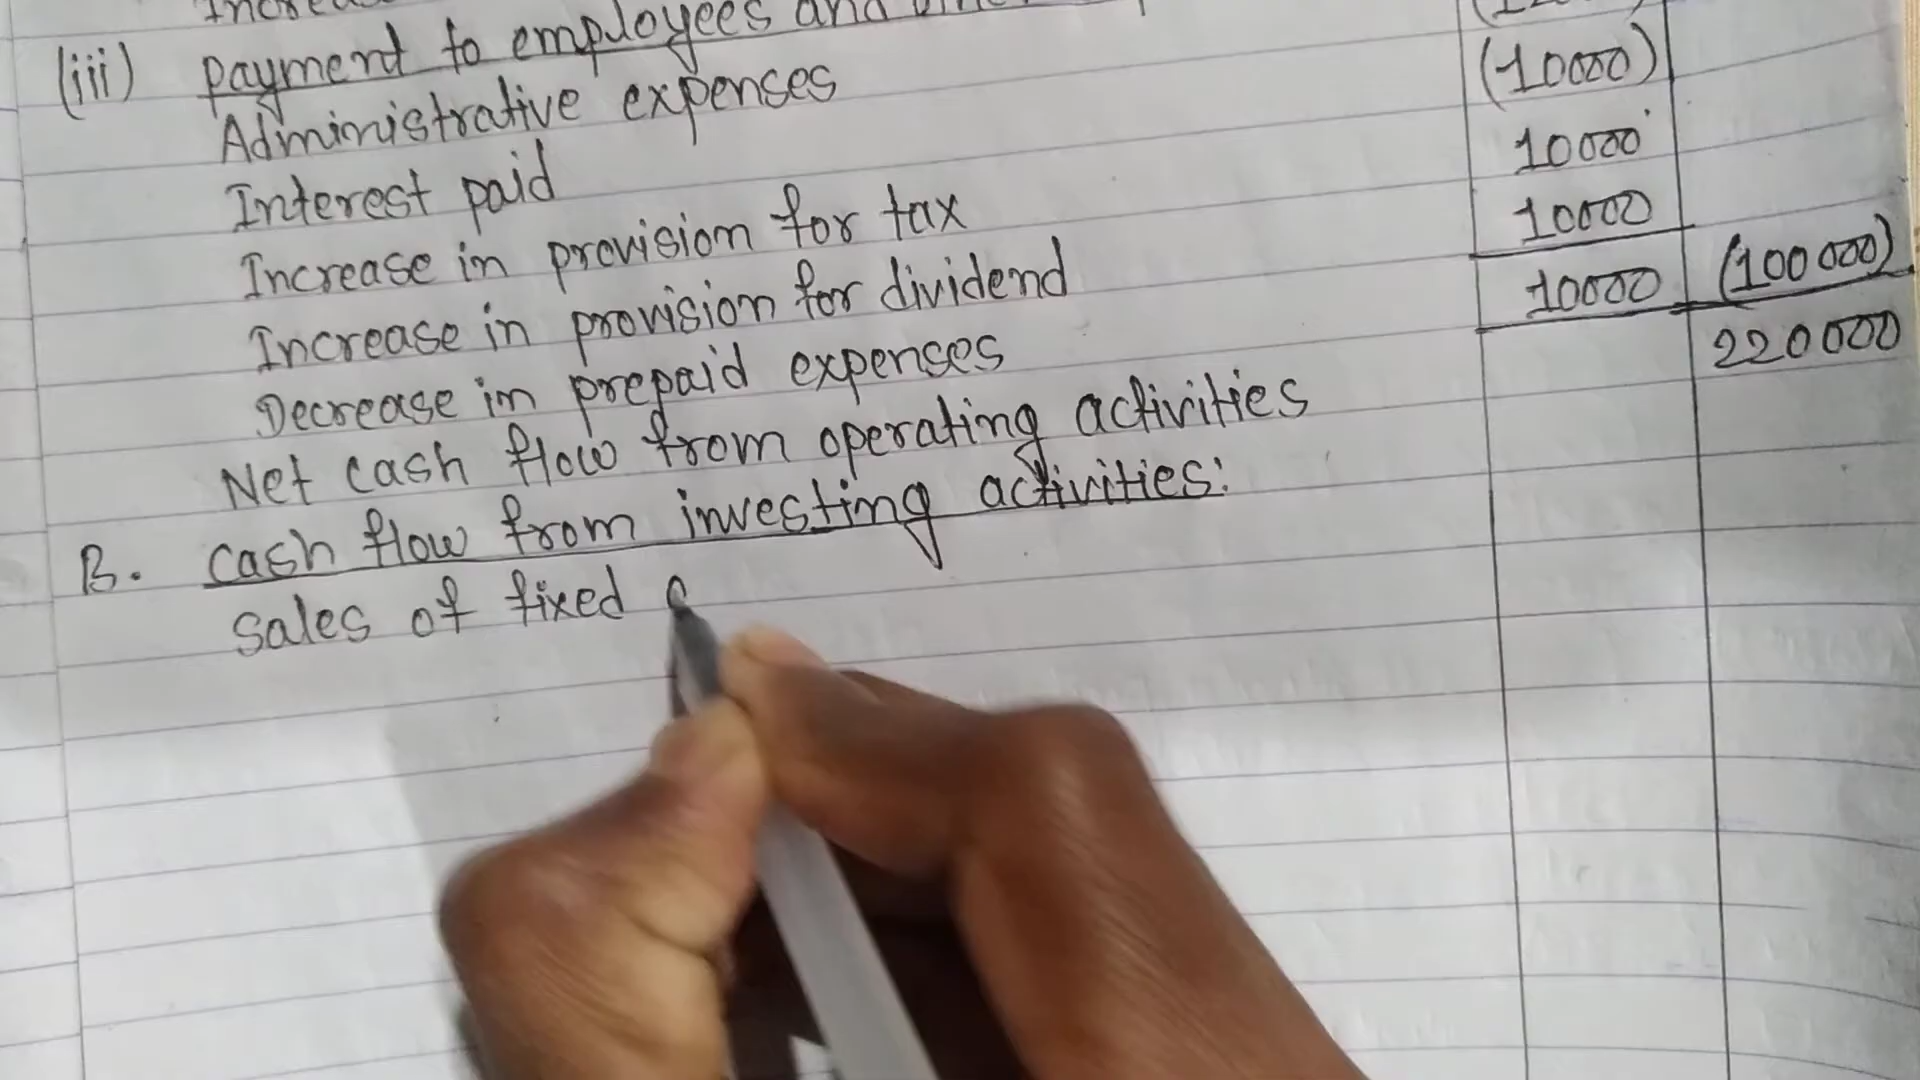 (iii) payment to employees and
Administrative expenses
Interest paid (10000)
Increase in provision for tax 10000
Increase in provision for dividend 10000
Decrease in prepaid expenses 10000 (100000)
Net cash flow from operating activities 220000
B. cash flow from investing activities:
sales of fixed